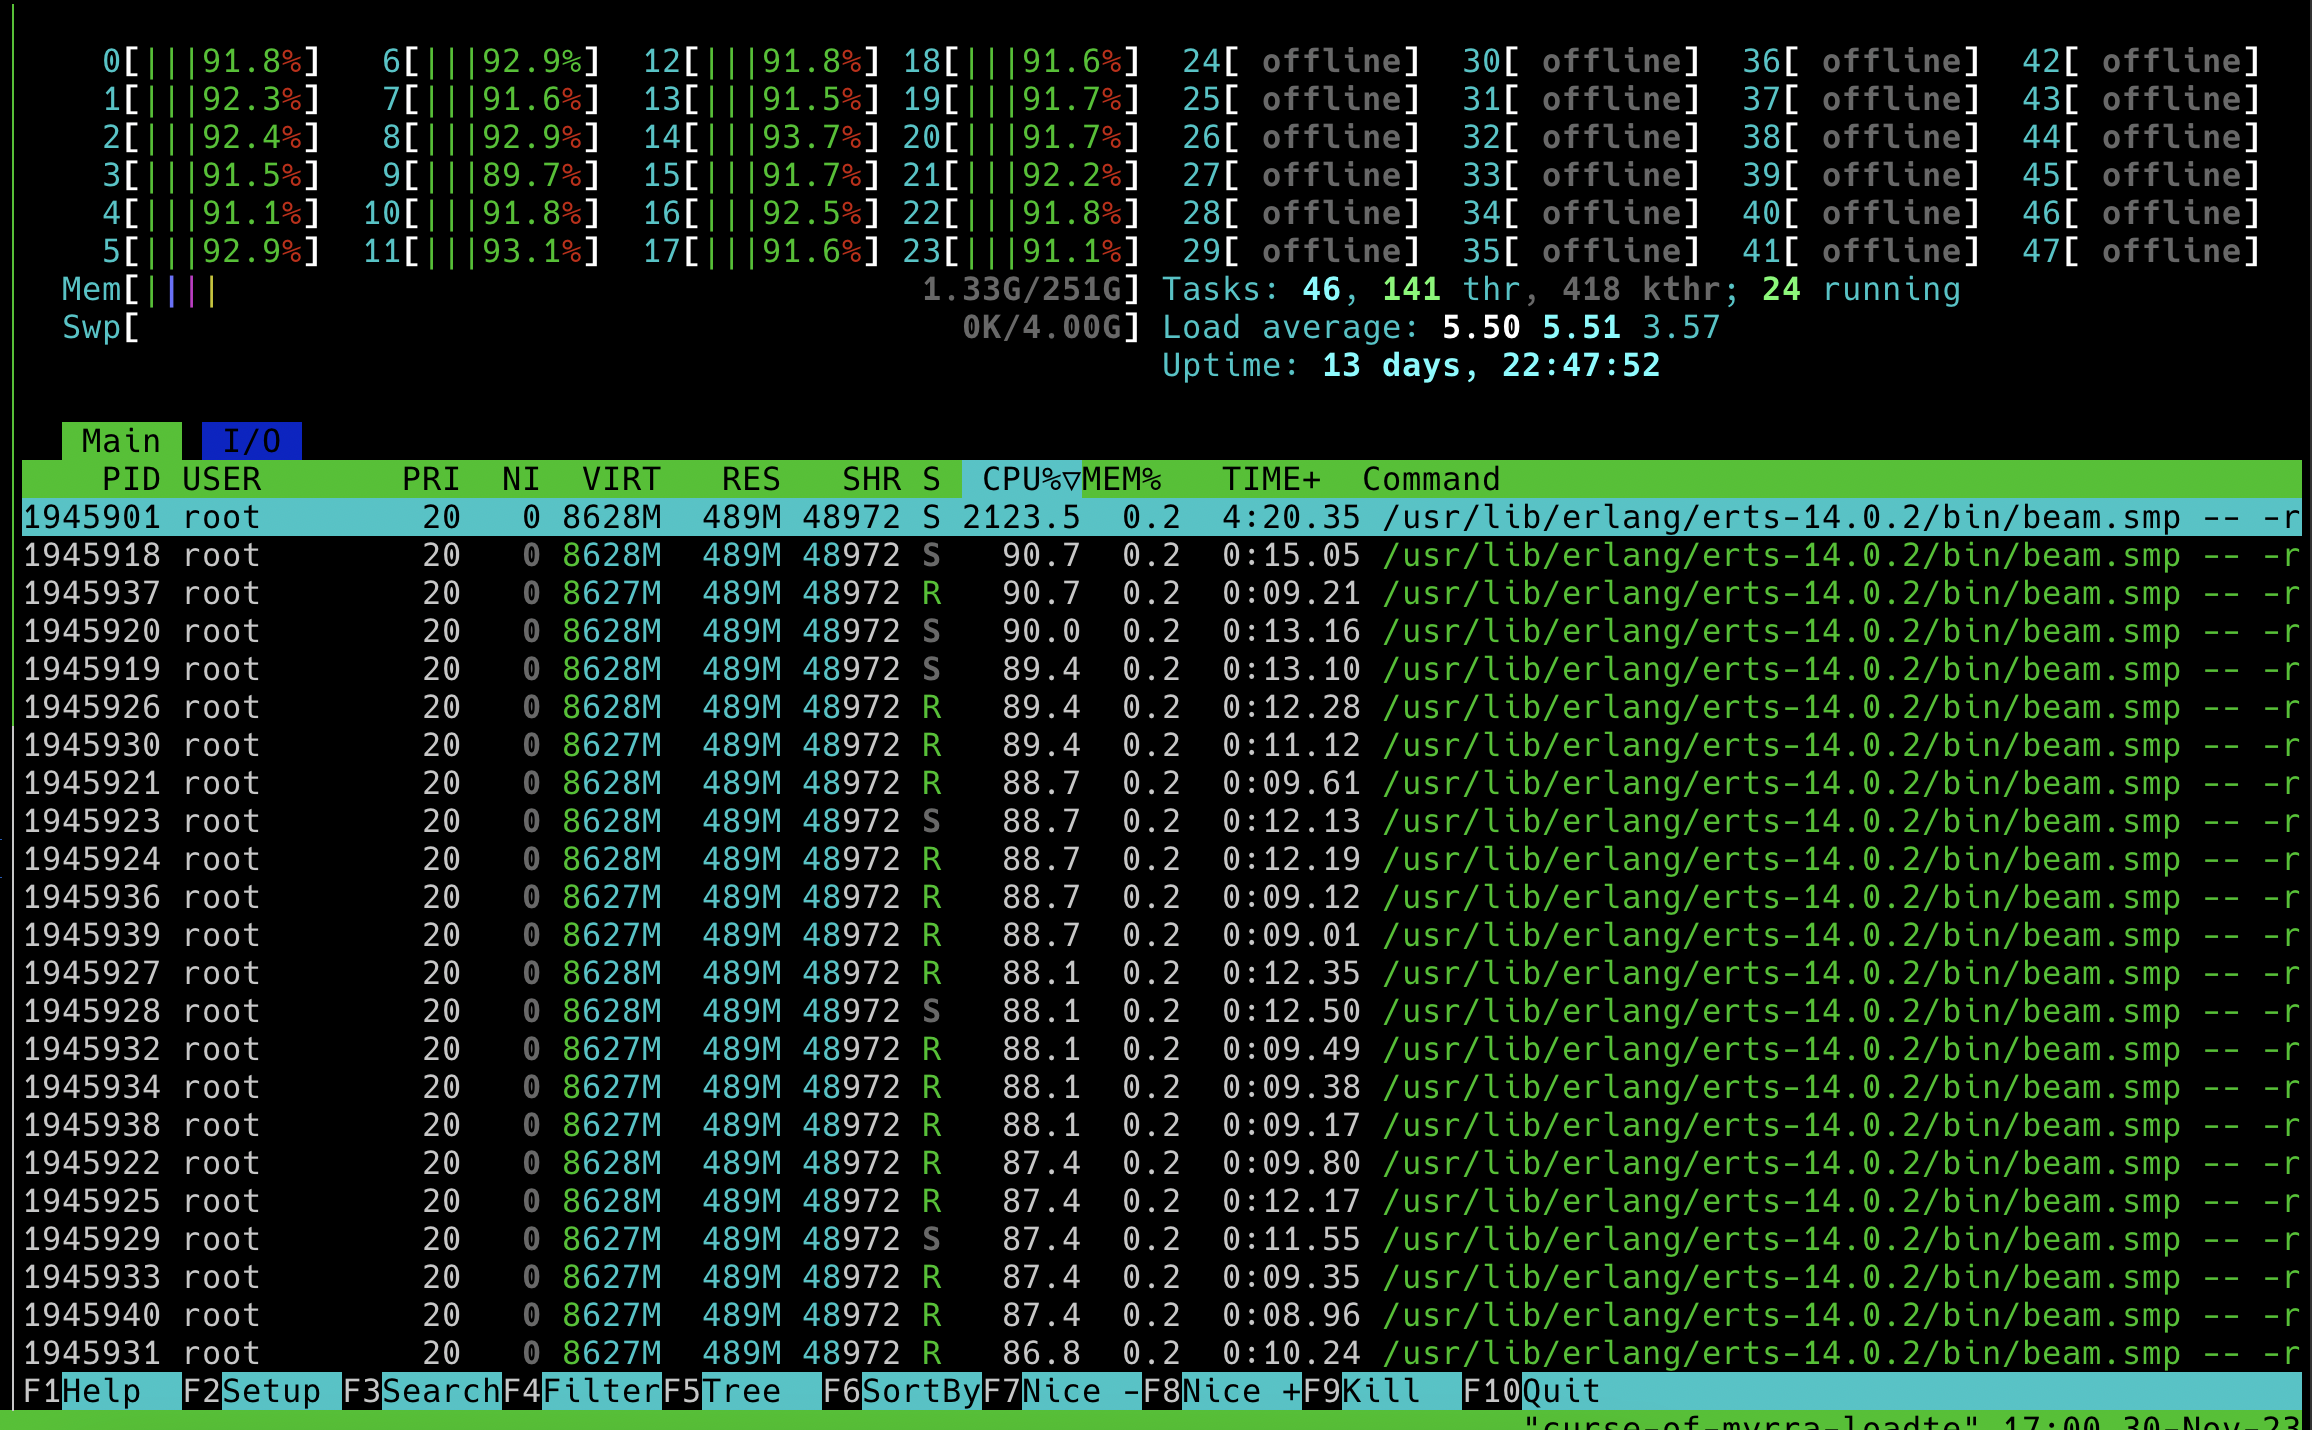 0[|||91.8%] 6[|||92.9%] 12[|||91.8%] 18[|||91.6%] 24[ offline] 30[ offline] 36[ offline] 42[ offline]
1[|||92.3%] 7[|||91.6%] 13[|||91.5%] 19[|||91.7%] 25[ offline] 31[ offline] 37[ offline] 43[ offline]
2[|||92.4%] 8[|||92.9%] 14[|||93.7%] 20[|||91.7%] 26[ offline] 32[ offline] 38[ offline] 44[ offline]
3[|||91.5%] 9[|||89.7%] 15[|||91.7%] 21[|||92.2%] 27[ offline] 33[ offline] 39[ offline] 45[ offline]
4[|||91.1%] 10[|||91.8%] 16[|||92.5%] 22[|||91.8%] 28[ offline] 34[ offline] 40[ offline] 46[ offline]
5[|||92.9%] 11[|||93.1%] 17[|||91.6%] 23[|||91.1%] 29[ offline] 35[ offline] 41[ offline] 47[ offline]
Mem[|||| 1.33G/251G] Tasks: 46, 141 thr, 418 kthr; 24 running
Swp[ 0K/4.00G] Load average: 5.50 5.51 3.57
Uptime: 13 days, 22:47:52
Main I/O
PID USER PRI NI VIRT RES SHR S CPU%▽MEM% TIME+ Command
1945901 root 20 0 8628M 489M 48972 S 2123.5 0.2 4:20.35 /usr/lib/erlang/erts-14.0.2/bin/beam.smp -- -r
1945918 root 20 0 8628M 489M 48972 S 90.7 0.2 0:15.05 /usr/lib/erlang/erts-14.0.2/bin/beam.smp -- -r
1945937 root 20 0 8627M 489M 48972 R 90.7 0.2 0:09.21 /usr/lib/erlang/erts-14.0.2/bin/beam.smp -- -r
1945920 root 20 0 8628M 489M 48972 S 90.0 0.2 0:13.16 /usr/lib/erlang/erts-14.0.2/bin/beam.smp -- -r
1945919 root 20 0 8628M 489M 48972 S 89.4 0.2 0:13.10 /usr/lib/erlang/erts-14.0.2/bin/beam.smp -- -r
1945926 root 20 0 8628M 489M 48972 R 89.4 0.2 0:12.28 /usr/lib/erlang/erts-14.0.2/bin/beam.smp -- -r
1945930 root 20 0 8627M 489M 48972 R 89.4 0.2 0:11.12 /usr/lib/erlang/erts-14.0.2/bin/beam.smp -- -r
1945921 root 20 0 8628M 489M 48972 R 88.7 0.2 0:09.61 /usr/lib/erlang/erts-14.0.2/bin/beam.smp -- -r
1945923 root 20 0 8628M 489M 48972 S 88.7 0.2 0:12.13 /usr/lib/erlang/erts-14.0.2/bin/beam.smp -- -r
1945924 root 20 0 8628M 489M 48972 R 88.7 0.2 0:12.19 /usr/lib/erlang/erts-14.0.2/bin/beam.smp -- -r
1945936 root 20 0 8627M 489M 48972 R 88.7 0.2 0:09.12 /usr/lib/erlang/erts-14.0.2/bin/beam.smp -- -r
1945939 root 20 0 8627M 489M 48972 R 88.7 0.2 0:09.01 /usr/lib/erlang/erts-14.0.2/bin/beam.smp -- -r
1945927 root 20 0 8628M 489M 48972 R 88.1 0.2 0:12.35 /usr/lib/erlang/erts-14.0.2/bin/beam.smp -- -r
1945928 root 20 0 8628M 489M 48972 S 88.1 0.2 0:12.50 /usr/lib/erlang/erts-14.0.2/bin/beam.smp -- -r
1945932 root 20 0 8627M 489M 48972 R 88.1 0.2 0:09.49 /usr/lib/erlang/erts-14.0.2/bin/beam.smp -- -r
1945934 root 20 0 8627M 489M 48972 R 88.1 0.2 0:09.38 /usr/lib/erlang/erts-14.0.2/bin/beam.smp -- -r
1945938 root 20 0 8627M 489M 48972 R 88.1 0.2 0:09.17 /usr/lib/erlang/erts-14.0.2/bin/beam.smp -- -r
1945922 root 20 0 8628M 489M 48972 R 87.4 0.2 0:09.80 /usr/lib/erlang/erts-14.0.2/bin/beam.smp -- -r
1945925 root 20 0 8628M 489M 48972 R 87.4 0.2 0:12.17 /usr/lib/erlang/erts-14.0.2/bin/beam.smp -- -r
1945929 root 20 0 8627M 489M 48972 S 87.4 0.2 0:11.55 /usr/lib/erlang/erts-14.0.2/bin/beam.smp -- -r
1945933 root 20 0 8627M 489M 48972 R 87.4 0.2 0:09.35 /usr/lib/erlang/erts-14.0.2/bin/beam.smp -- -r
1945940 root 20 0 8627M 489M 48972 R 87.4 0.2 0:08.96 /usr/lib/erlang/erts-14.0.2/bin/beam.smp -- -r
1945931 root 20 0 8627M 489M 48972 R 86.8 0.2 0:10.24 /usr/lib/erlang/erts-14.0.2/bin/beam.smp -- -r
F1Help F2Setup F3SearchF4FilterF5Tree F6SortByF7Nice -F8Nice +F9Kill F10Quit
"curse-of-myrra-loadte" 17:00 30-Nov-23